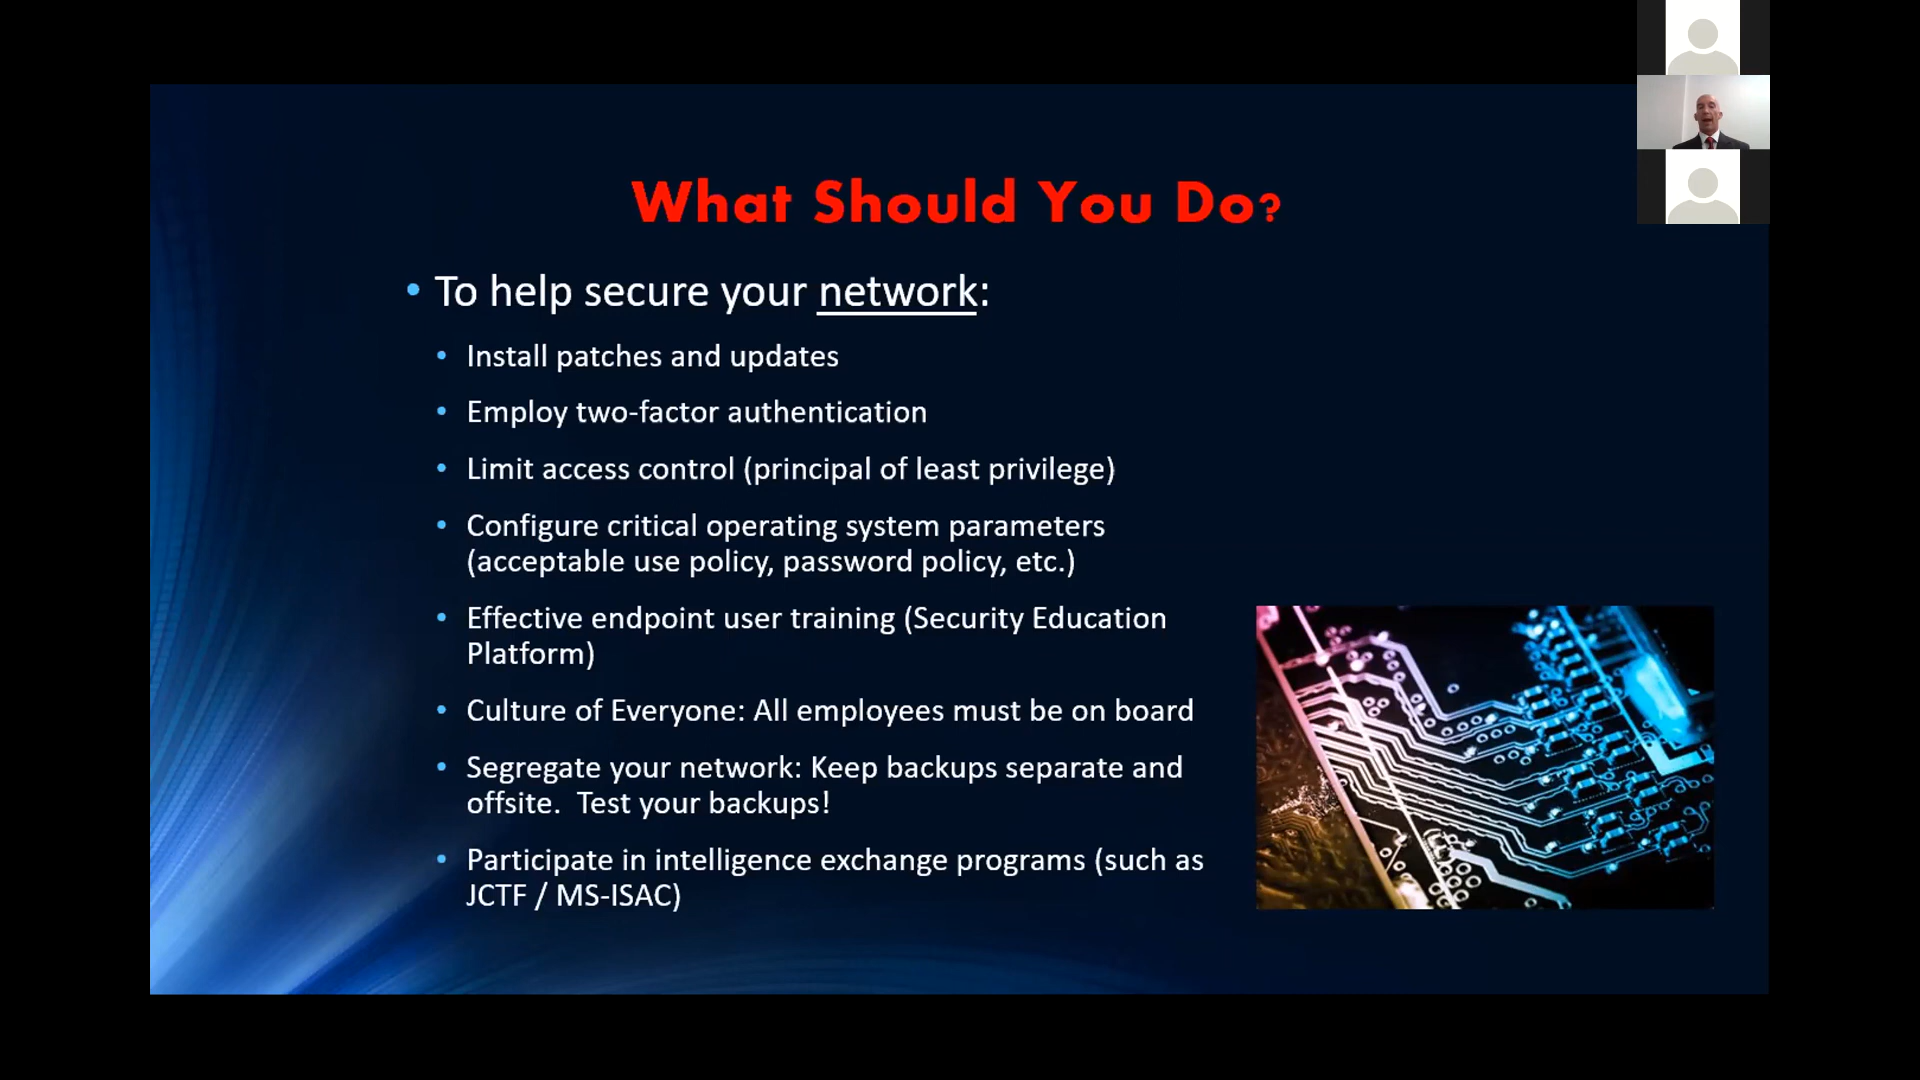 What Should You Do?
• To help secure your network:
• Install patches and updates
• Employ two-factor authentication
• Limit access control (principal of least privilege)
• Configure critical operating system parameters
(acceptable use policy, password policy, etc.)
• Effective endpoint user training (Security Education
Platform)
• Culture of Everyone: All employees must be on board
• Segregate your network: Keep backups separate and
offsite.  Test your backups!
• Participate in intelligence exchange programs (such as
JCTF / MS-ISAC)